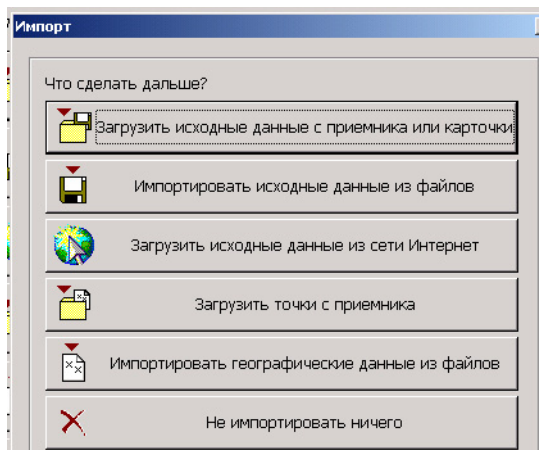 Импорт
Что сделать дальше?
Загрузить исходные данные с приемника или карточки
Импортировать исходные данные из файлов
Загрузить исходные данные из сети Интернет
Загрузить точки с приемника
Импортировать географические данные из файлов
Не импортировать ничего